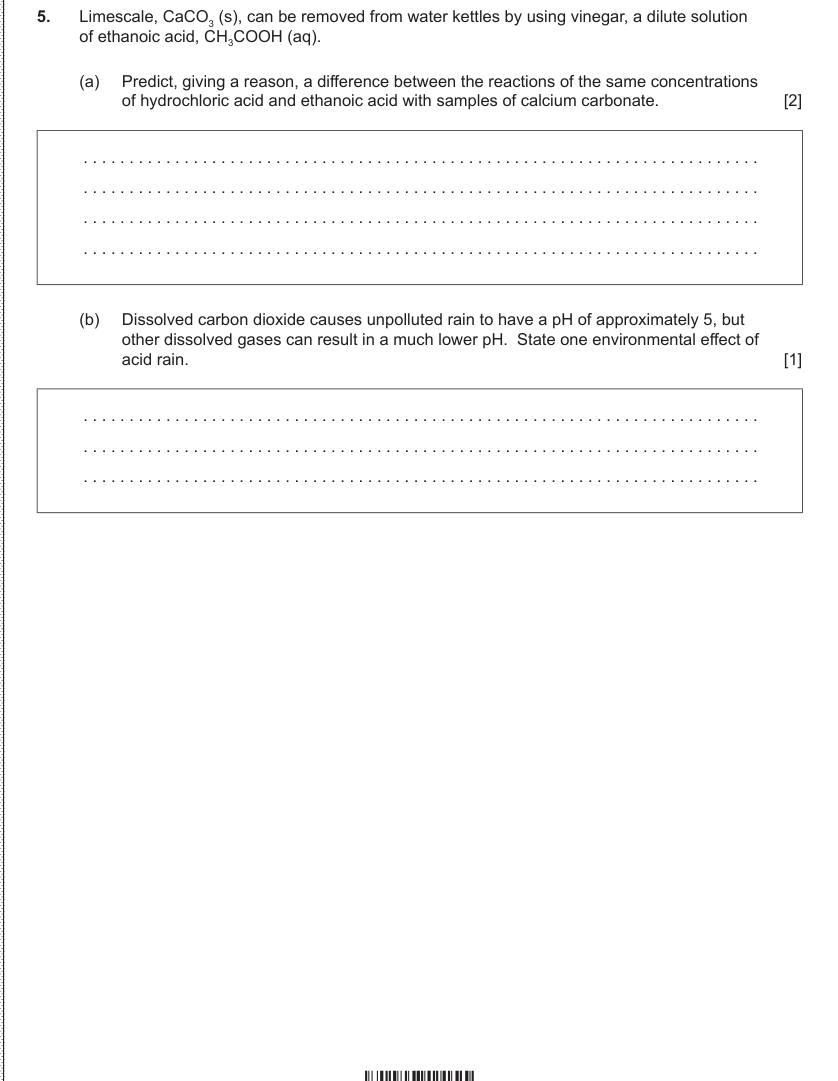 5. Limescale, CaCO₃ (s), can be removed from water kettles by using vinegar, a dilute solution
of ethanoic acid, CH₃COOH (aq).
(a) Predict, giving a reason, a difference between the reactions of the same concentrations
of hydrochloric acid and ethanoic acid with samples of calcium carbonate. [2]
(b) Dissolved carbon dioxide causes unpolluted rain to have a pH of approximately 5, but
other dissolved gases can result in a much lower pH. State one environmental effect of
acid rain. [1]